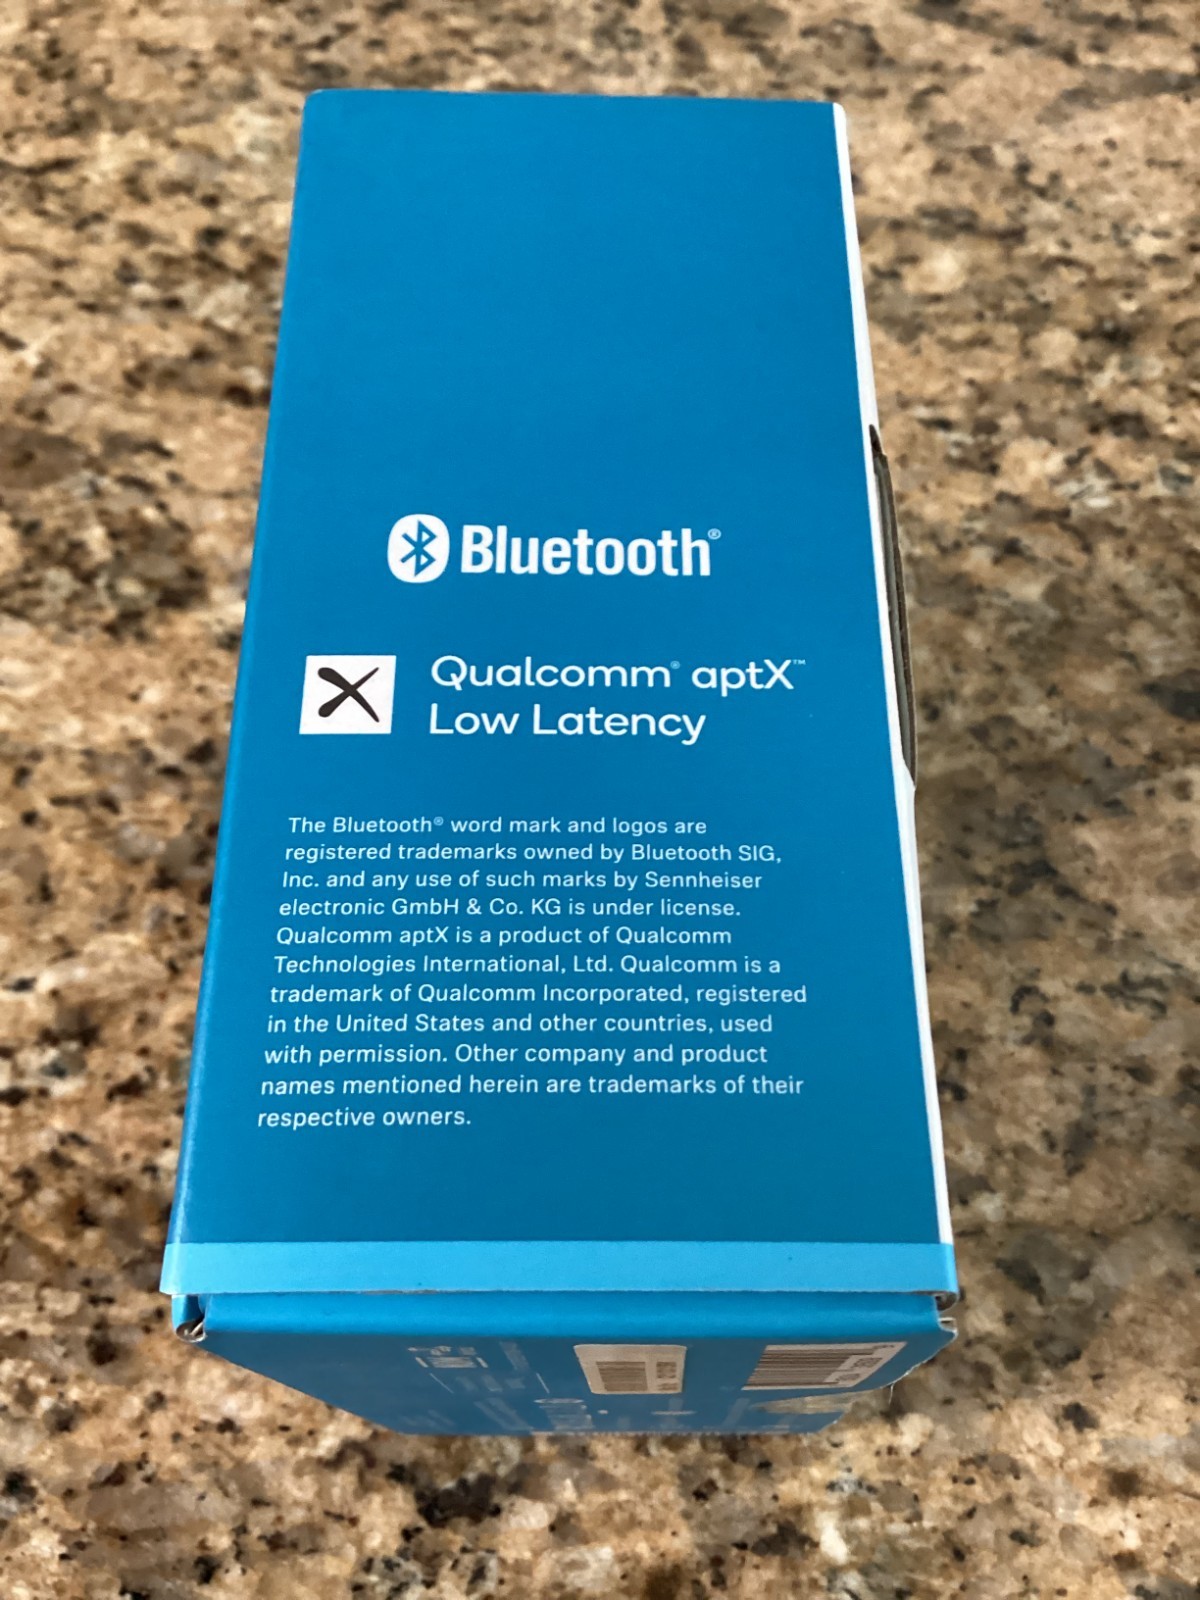 Bluetooth®
Qualcomm® aptX™
Low Latency
The Bluetooth® word mark and logos are
registered trademarks owned by Bluetooth SIG,
Inc. and any use of such marks by Sennheiser
electronic GmbH & Co. KG is under license.
Qualcomm aptX is a product of Qualcomm
Technologies International, Ltd. Qualcomm is a
trademark of Qualcomm Incorporated, registered
in the United States and other countries, used
with permission. Other company and product
names mentioned herein are trademarks of their
respective owners.